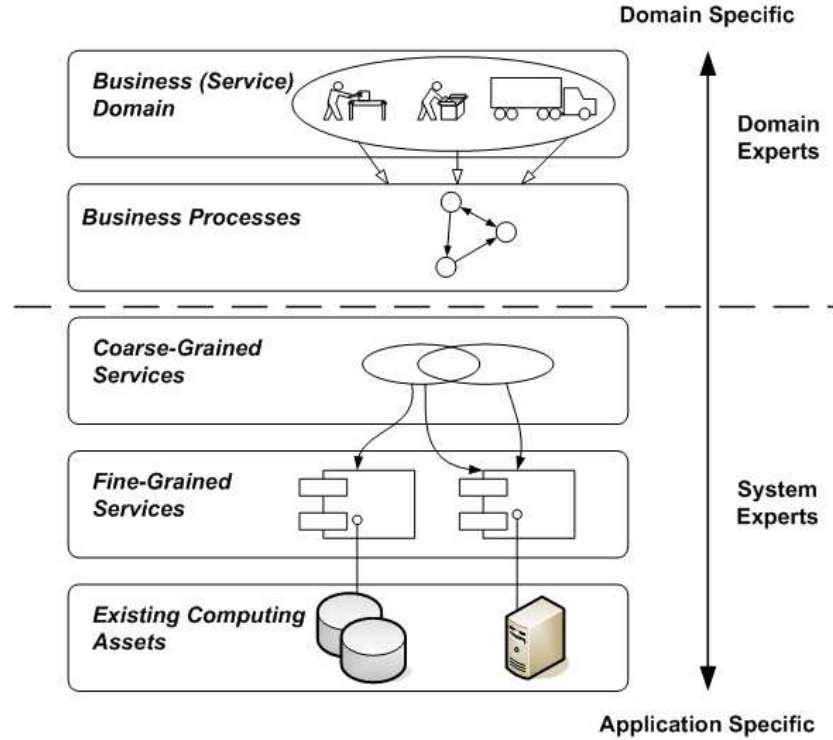 Domain Specific
Business (Service)
Domain
Domain
Experts
Business Processes
Coarse-Grained
Services
Fine-Grained
Services
System
Experts
Existing Computing
Assets
Application Specific